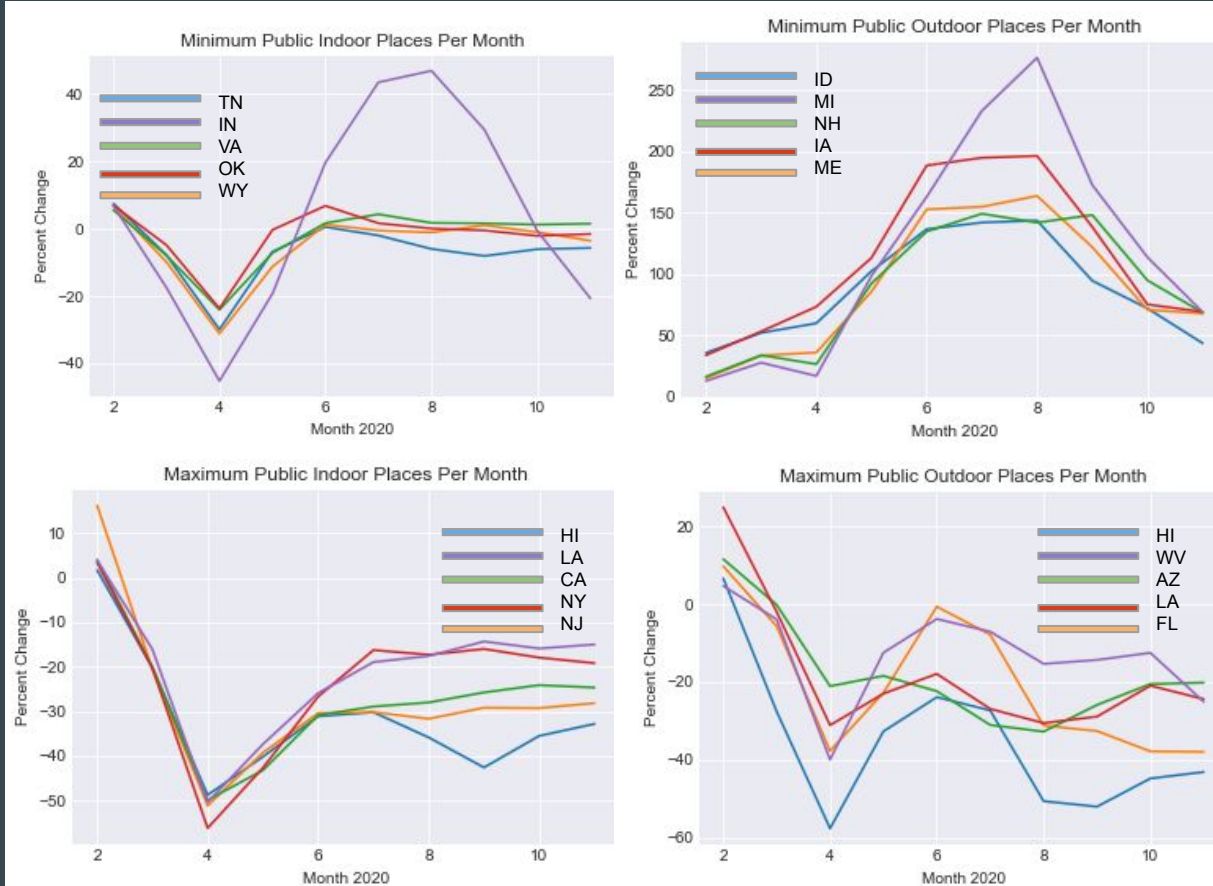 Minimum Public Indoor Places Per Month
40
20
0
−20
−40
Percent Change
TN
IN
VA
OK
WY
2 4 6 8 10
Month 2020
Minimum Public Outdoor Places Per Month
250
200
150
100
50
0
Percent Change
ID
MI
NH
IA
ME
2 4 6 8 10
Month 2020
Maximum Public Indoor Places Per Month
10
0
−10
−20
−30
−40
−50
Percent Change
HI
LA
CA
NY
NJ
2 4 6 8 10
Month 2020
Maximum Public Outdoor Places Per Month
20
0
−20
−40
−60
Percent Change
HI
WV
AZ
LA
FL
2 4 6 8 10
Month 2020